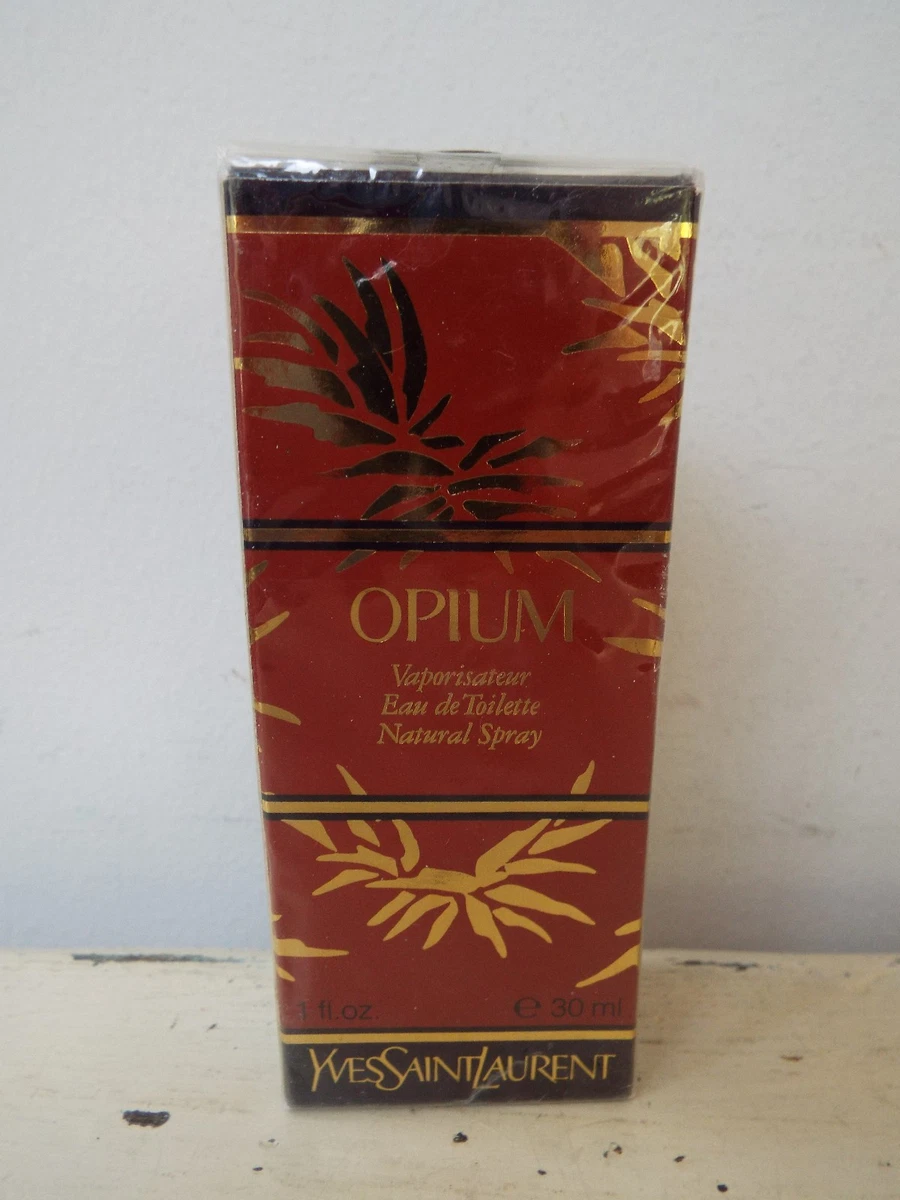 OPIUM
Vaporisateur
Eau de Toilette
Natural Spray
1 fl.oz. ℮ 30 ml
YVESSAINTLAURENT